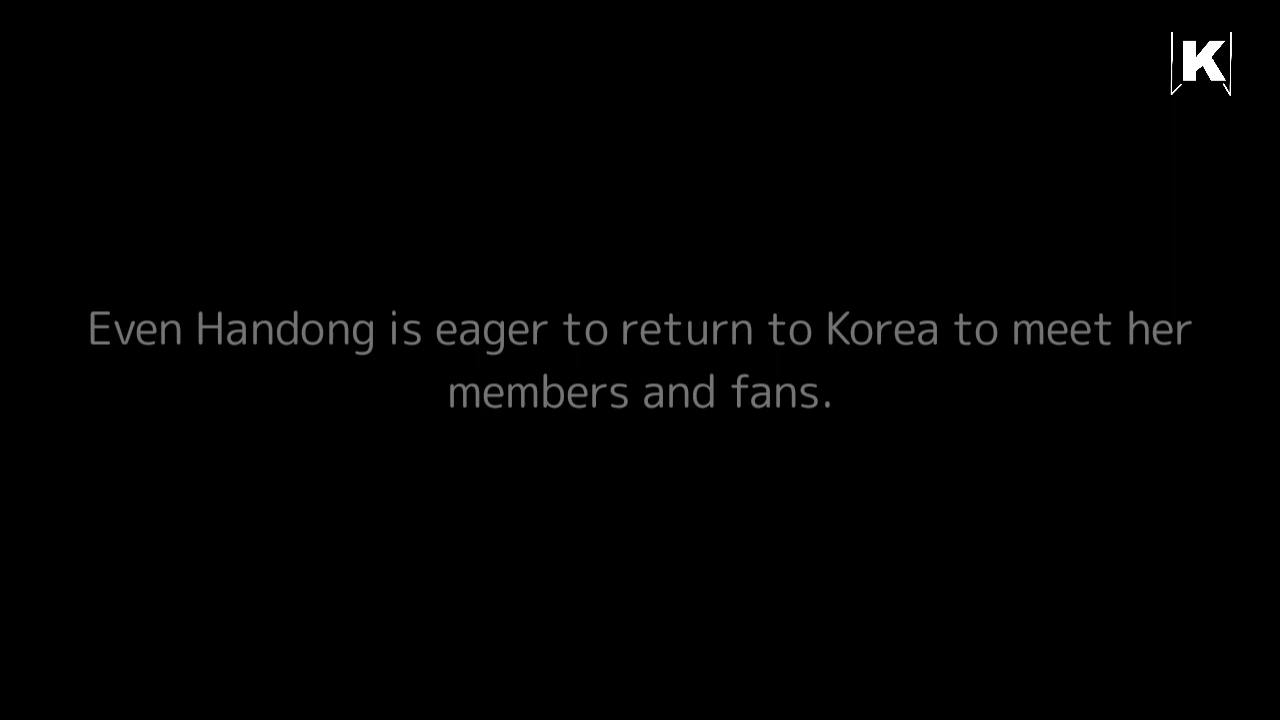 K
Even Handong is eager to return to Korea to meet her
members and fans.